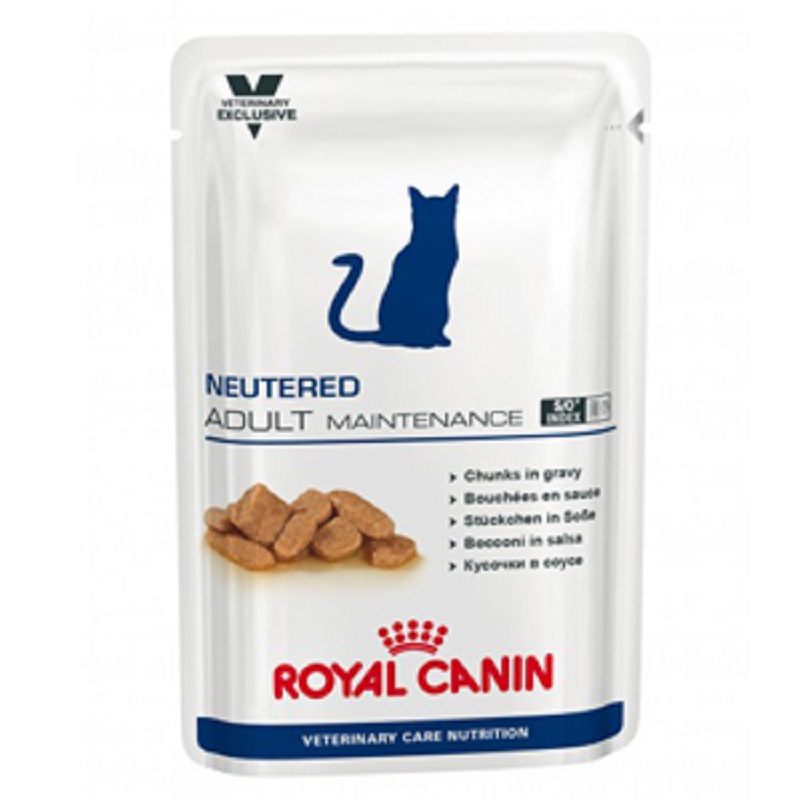 VETERINARY
EXCLUSIVE
NEUTERED
ADULT MAINTENANCE
S/O*
INDEX
Chunks in gravy
Bouchées en sauce
Stückchen in Soße
Bocconi in salsa
Кусочки в соусе
ROYAL CANIN
VETERINARY CARE NUTRITION